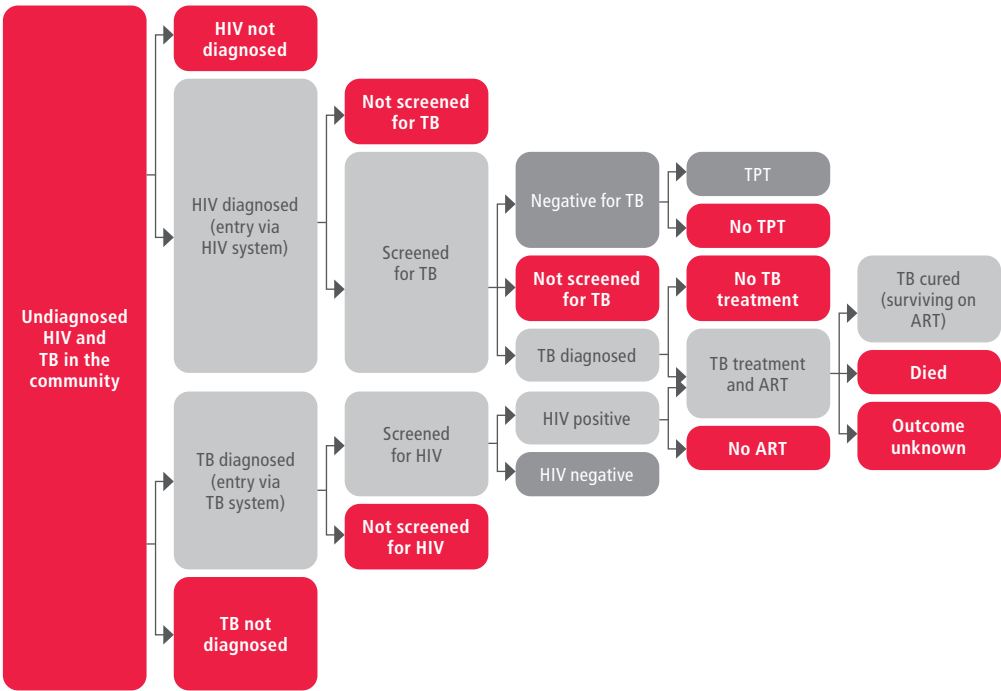 Undiagnosed
HIV and
TB in the
community
HIV not
diagnosed
HIV diagnosed
(entry via
HIV system)
TB diagnosed
(entry via
TB system)
TB not
diagnosed
Not screened
for TB
Screened
for TB
Screened
for HIV
Not screened
for HIV
Negative for TB
Not screened
for TB
TB diagnosed
HIV positive
HIV negative
TPT
No TPT
No TB
treatment
TB treatment
and ART
No ART
TB cured
(surviving on
ART)
Died
Outcome
unknown